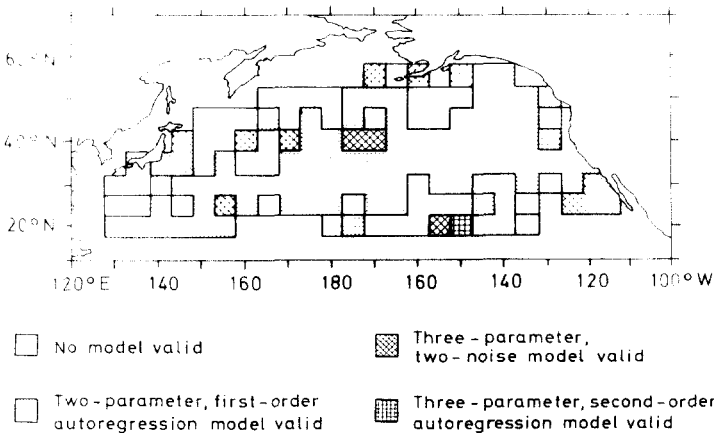 60°N
40°N
20°N
120°E 140 160 180 160 140 120 100°W
No model valid
Two-parameter, first-order
autoregression model valid
Three-parameter,
two-noise model valid
Three-parameter, second-order
autoregression model valid